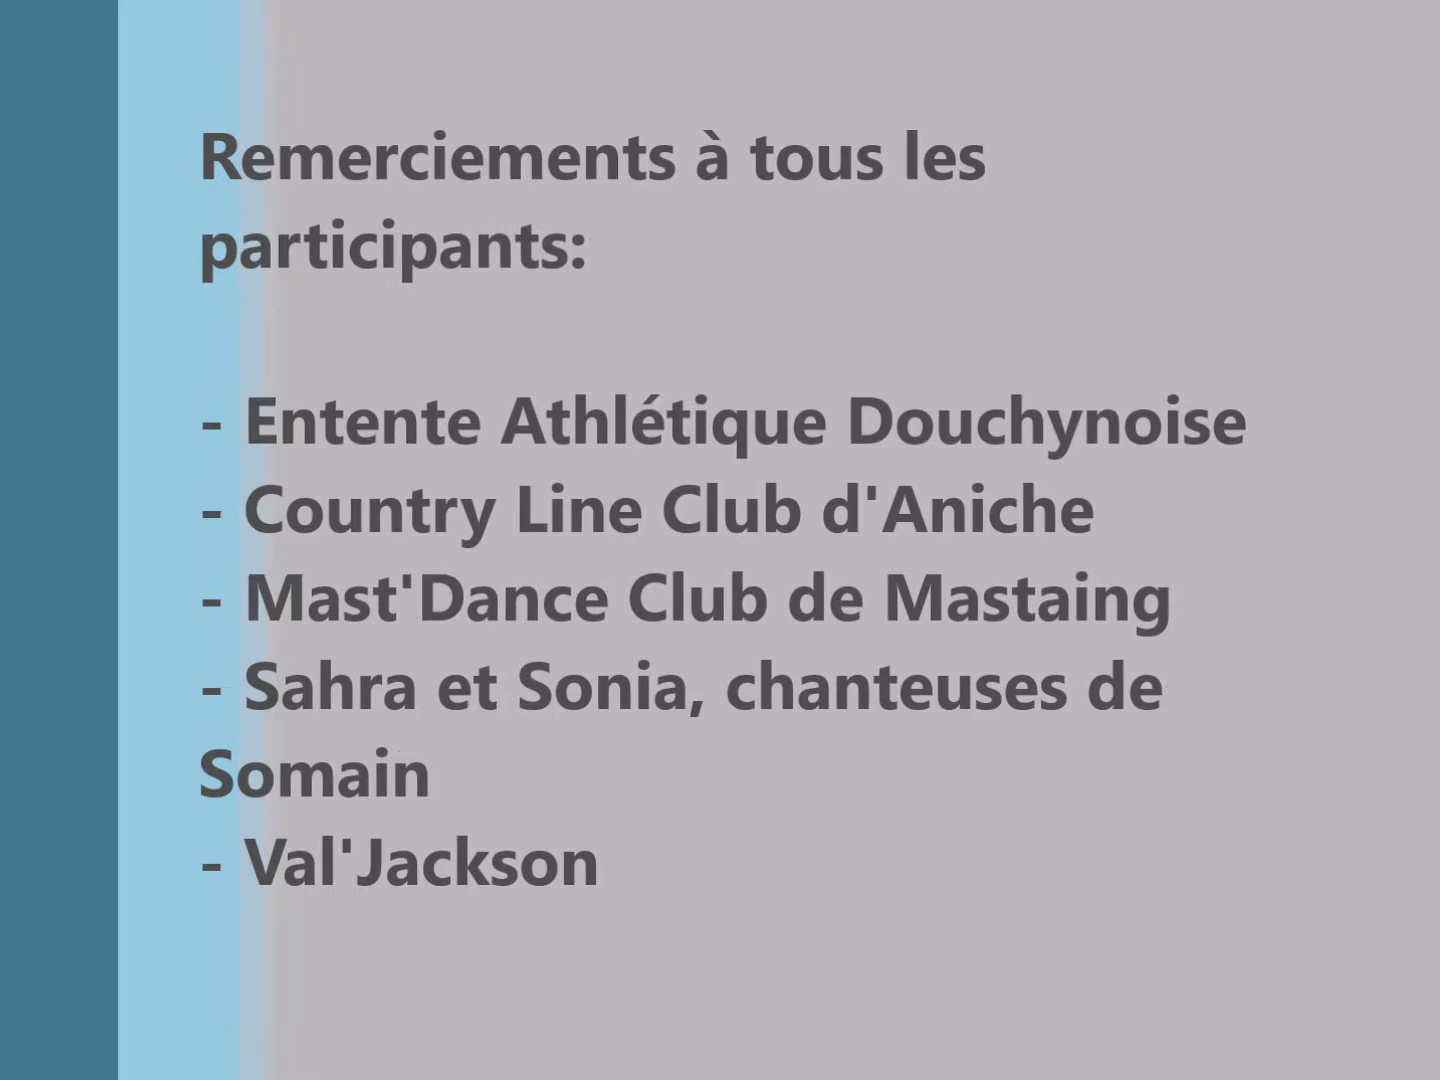 Remerciements à tous les
participants:
- Entente Athlétique Douchynoise
- Country Line Club d'Aniche
- Mast'Dance Club de Mastaing
- Sahra et Sonia, chanteuses de
Somain
- Val'Jackson